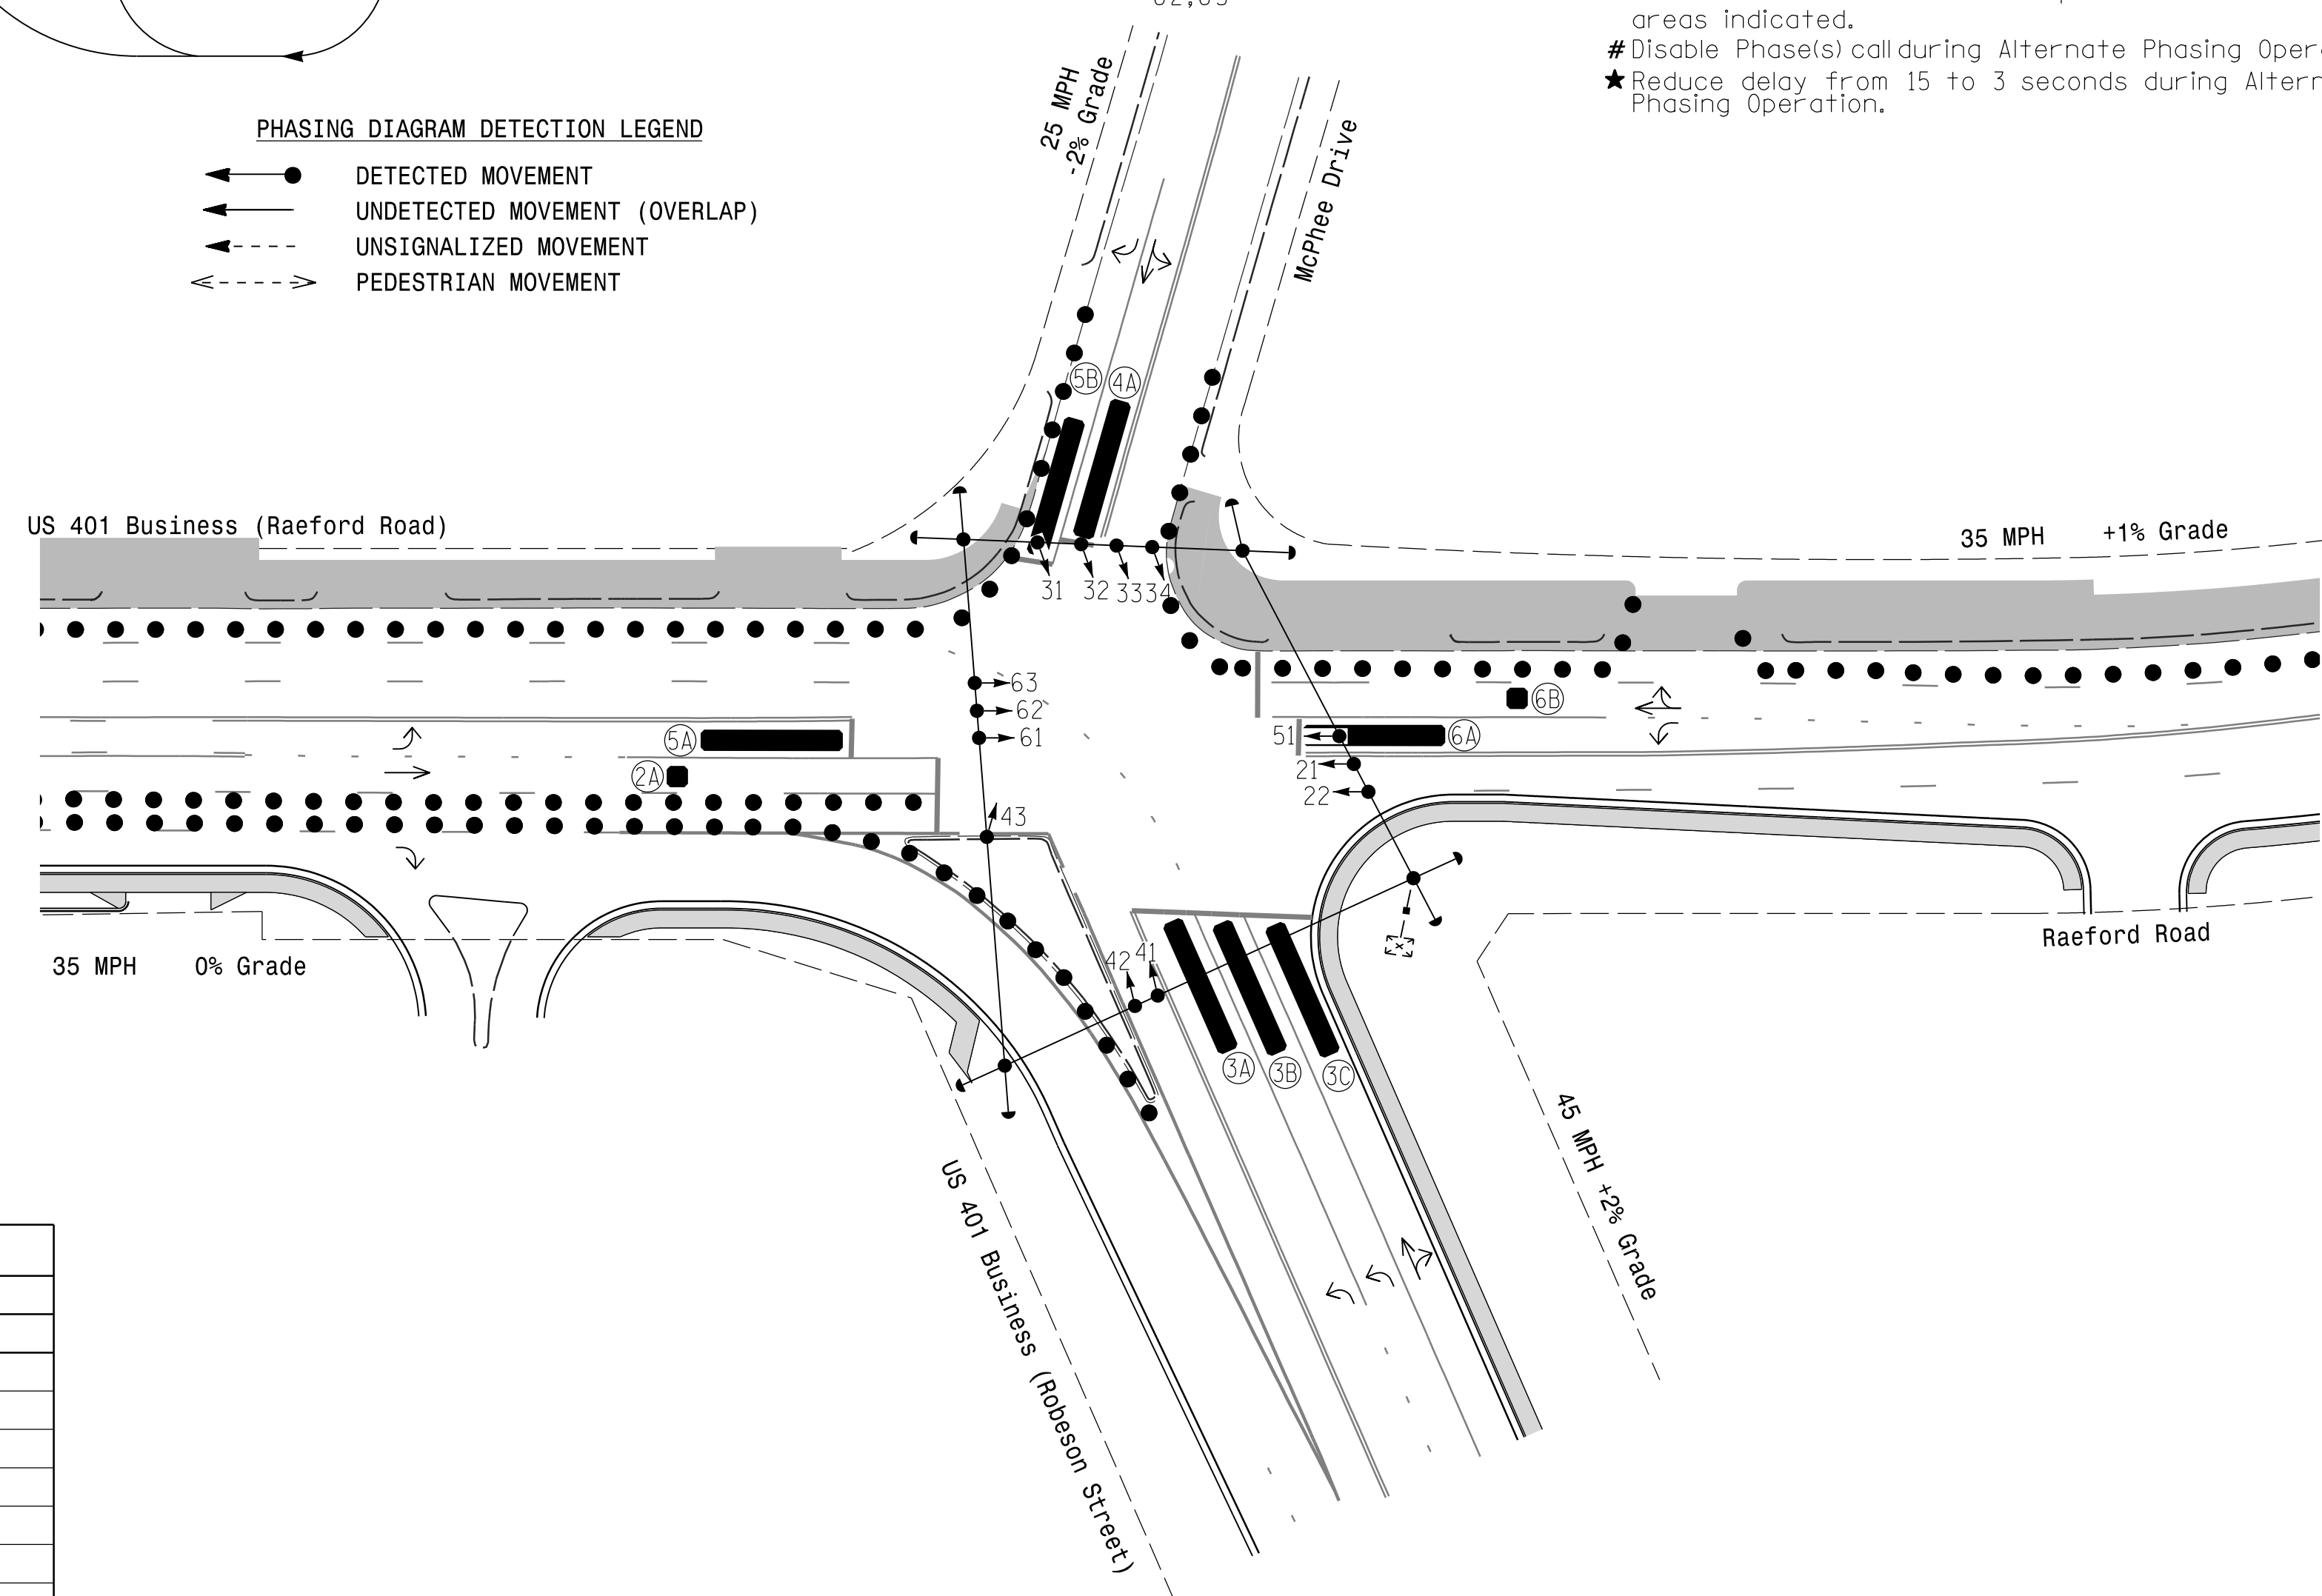 areas indicated.
# Disable Phase(s) call during Alternate Phasing Oper
★ Reduce delay from 15 to 3 seconds during Altern
Phasing Operation.
PHASING DIAGRAM DETECTION LEGEND
DETECTED MOVEMENT
UNDETECTED MOVEMENT (OVERLAP)
UNSIGNALIZED MOVEMENT
PEDESTRIAN MOVEMENT
25 MPH
-2% Grade
McPhee Drive
5B
4A
US 401 Business (Raeford Road)
35 MPH +1% Grade
31
32
33
34
63
62
61
6B
5A
51
6A
2A
21
22
43
42
41
35 MPH 0% Grade
Raeford Road
3A
3B
3C
45 MPH +2% Grade
US 401 Business (Robeson Street)